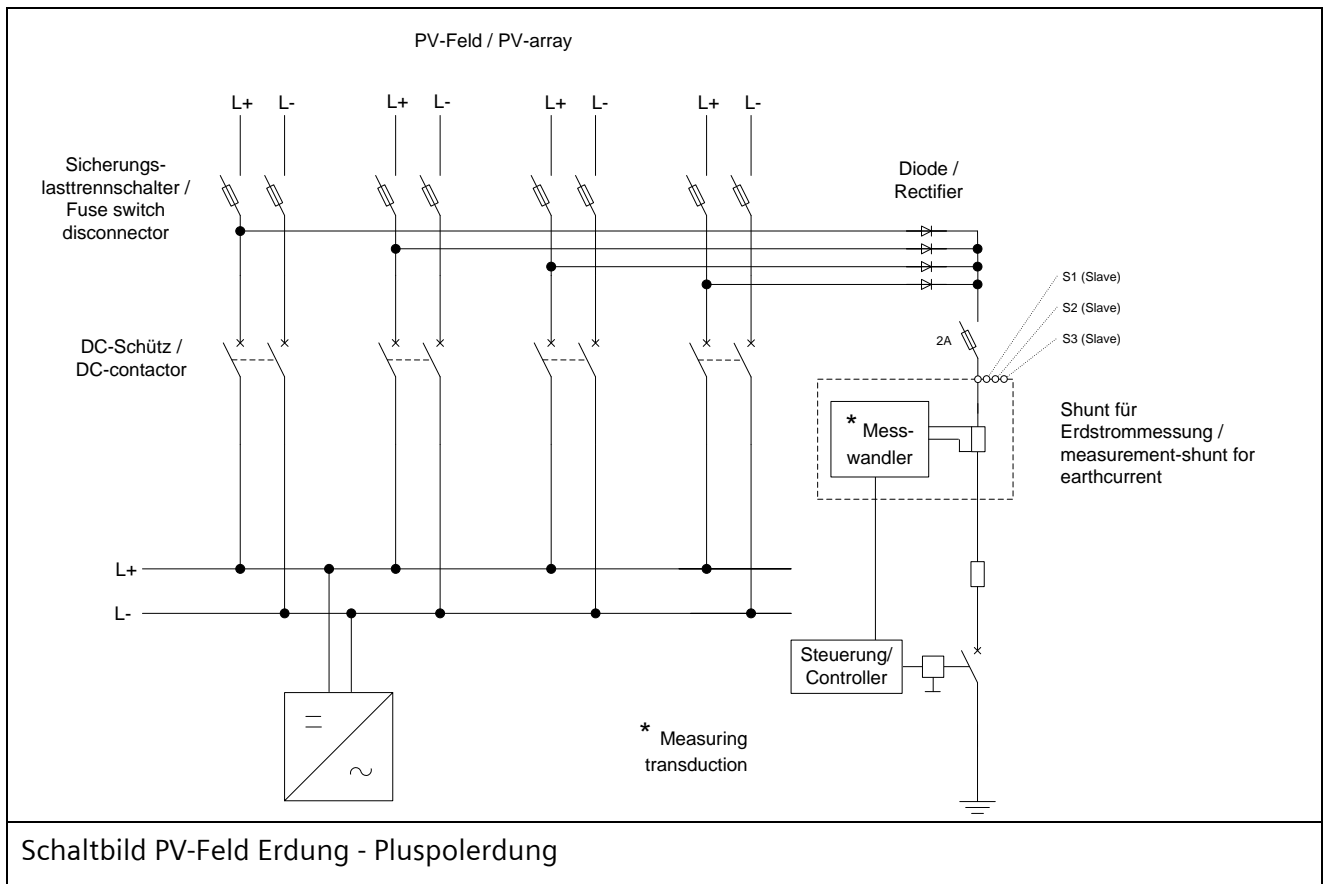 PV-Feld / PV-array
L+ L- L+ L- L+ L- L+ L-
Sicherungs-
lasttrennschalter /
Fuse switch
disconnector
Diode /
Rectifier
S1 (Slave)
S2 (Slave)
S3 (Slave)
2A
DC-Schütz /
DC-contactor
* Mess-
wandler
Shunt für
Erdstrommessung /
measurement-shunt for
earthcurrent
L+
L-
Steuerung/
Controller
* Measuring
transduction
Schaltbild PV-Feld Erdung - Pluspolerdung